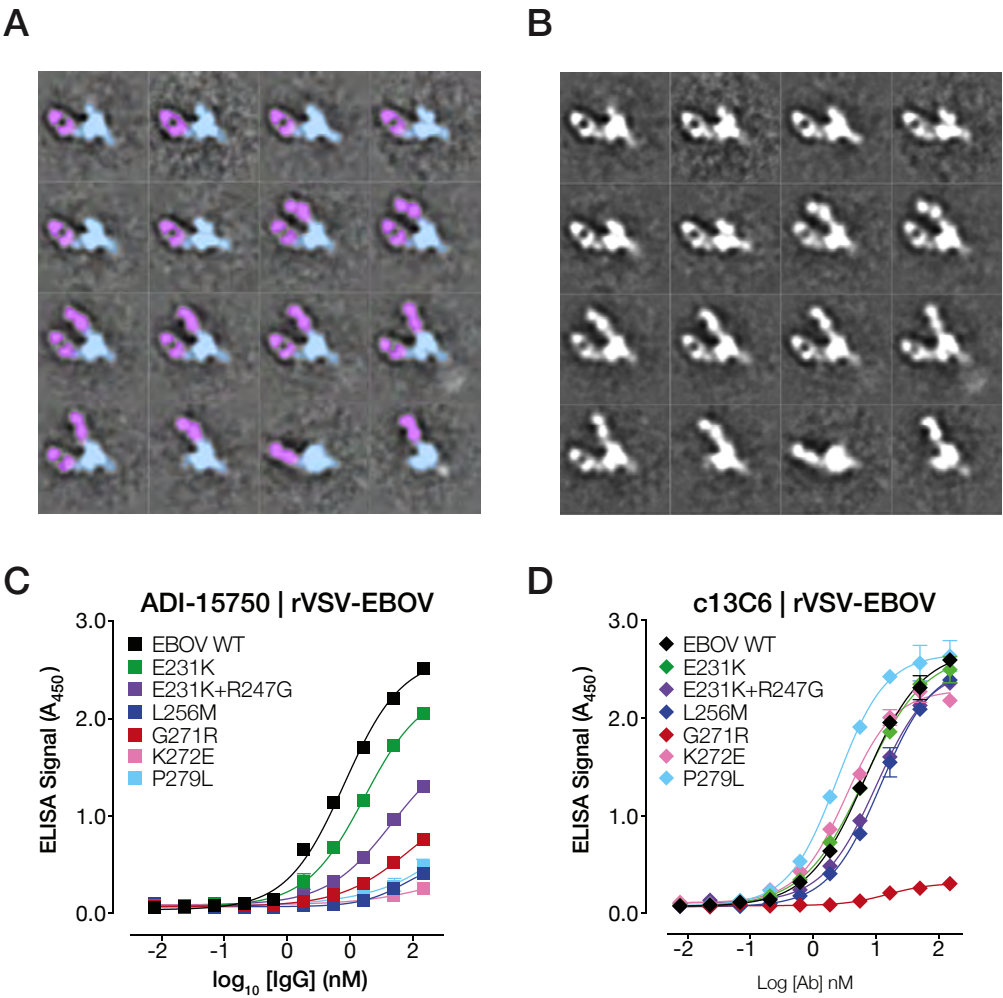 A
B
C
ADI-15750 | rVSV-EBOV
3.0
2.0
1.0
0.0
ELISA Signal (A450)
EBOV WT
E231K
E231K+R247G
L256M
G271R
K272E
P279L
-2 -1 0 0 2
log10 [IgG] (nM)
D
c13C6 | rVSV-EBOV
3.0
2.0
1.0
0.0
ELISA Signal (A450)
EBOV WT
E231K
E231K+R247G
L256M
G271R
K272E
P279L
-2 -1 0 1 2
Log [Ab] nM